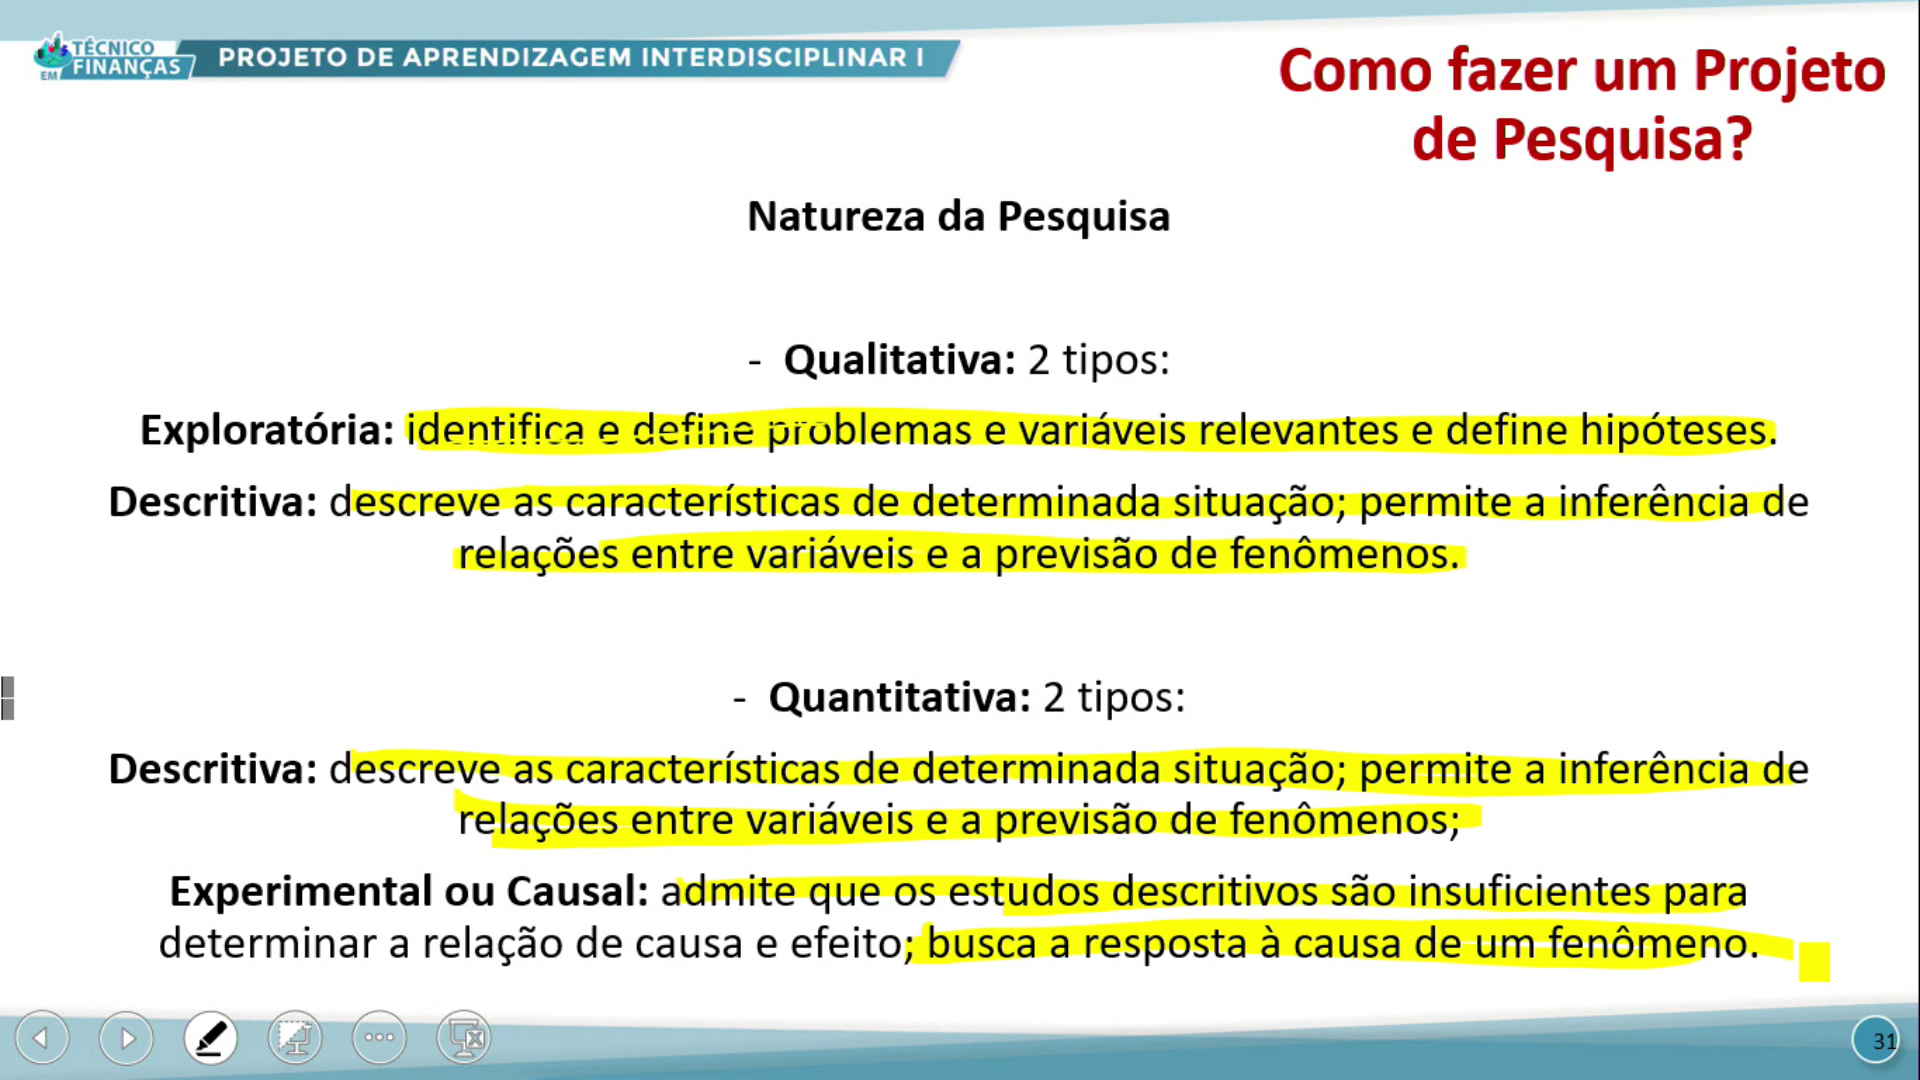 TÉCNICO
EM FINANÇAS
PROJETO DE APRENDIZAGEM INTERDISCIPLINAR I
Como fazer um Projeto
de Pesquisa?
Natureza da Pesquisa
- Qualitativa: 2 tipos:
Exploratória: identifica e define problemas e variáveis relevantes e define hipóteses.
Descritiva: descreve as características de determinada situação; permite a inferência de
relações entre variáveis e a previsão de fenômenos.
- Quantitativa: 2 tipos:
Descritiva: descreve as características de determinada situação; permite a inferência de
relações entre variáveis e a previsão de fenômenos;
Experimental ou Causal: admite que os estudos descritivos são insuficientes para
determinar a relação de causa e efeito; busca a resposta à causa de um fenômeno.
31